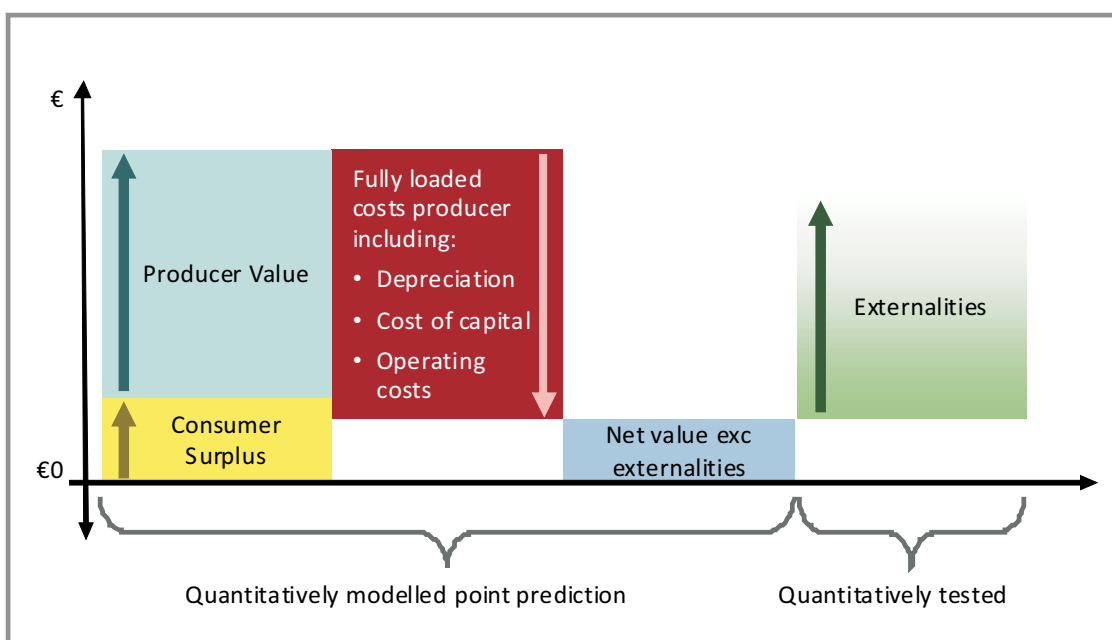 €
Producer Value
Consumer
Surplus
Fully loaded
costs producer
including:
• Depreciation
• Cost of capital
• Operating
costs
Net value exc
externalities
Externalities
€0
Quantitatively modelled point prediction
Quantitatively tested